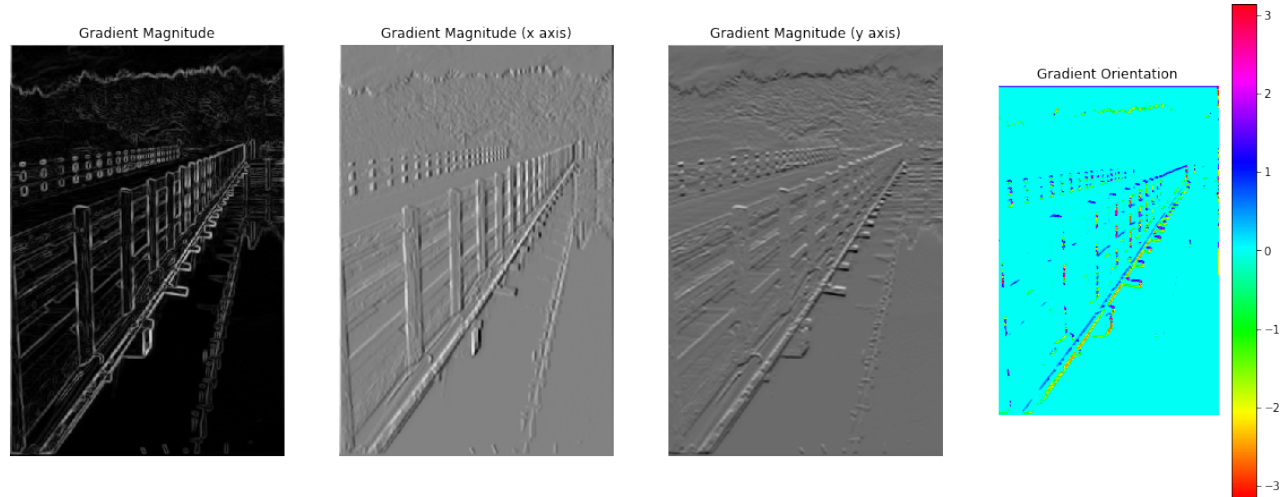 Gradient Magnitude
Gradient Magnitude (x axis)
Gradient Magnitude (y axis)
Gradient Orientation
3
2
1
0
−1
−2
−3